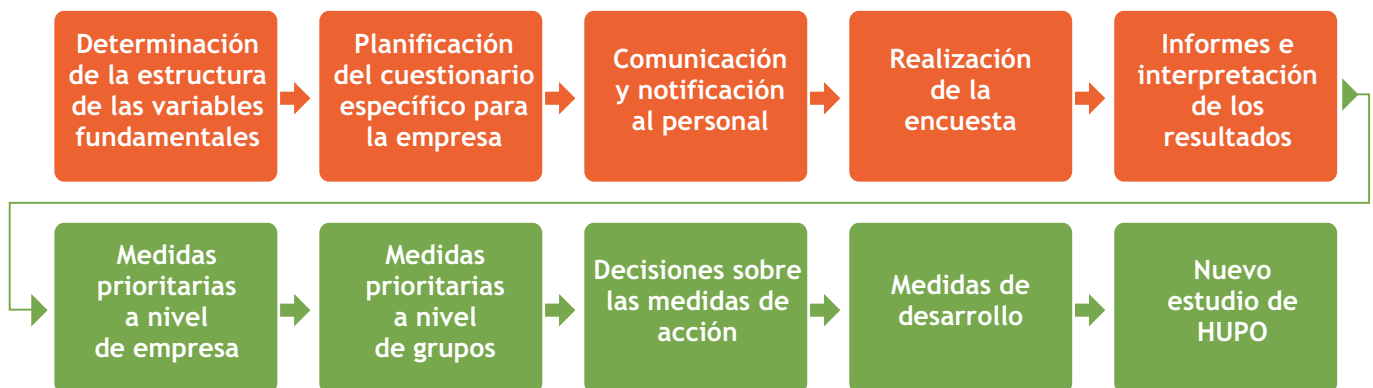 Determinación
de la estructura
de las variables
fundamentales
Planificación
del cuestionario
específico para
la empresa
Comunicación
y notificación
al personal
Realización
de la
encuesta
Informes e
interpretación
de los
resultados
Medidas
prioritarias
a nivel
de empresa
Medidas
prioritarias
a nivel
de grupos
Decisiones sobre
las medidas de
acción
Medidas de
desarrollo
Nuevo
estudio de
HUPO